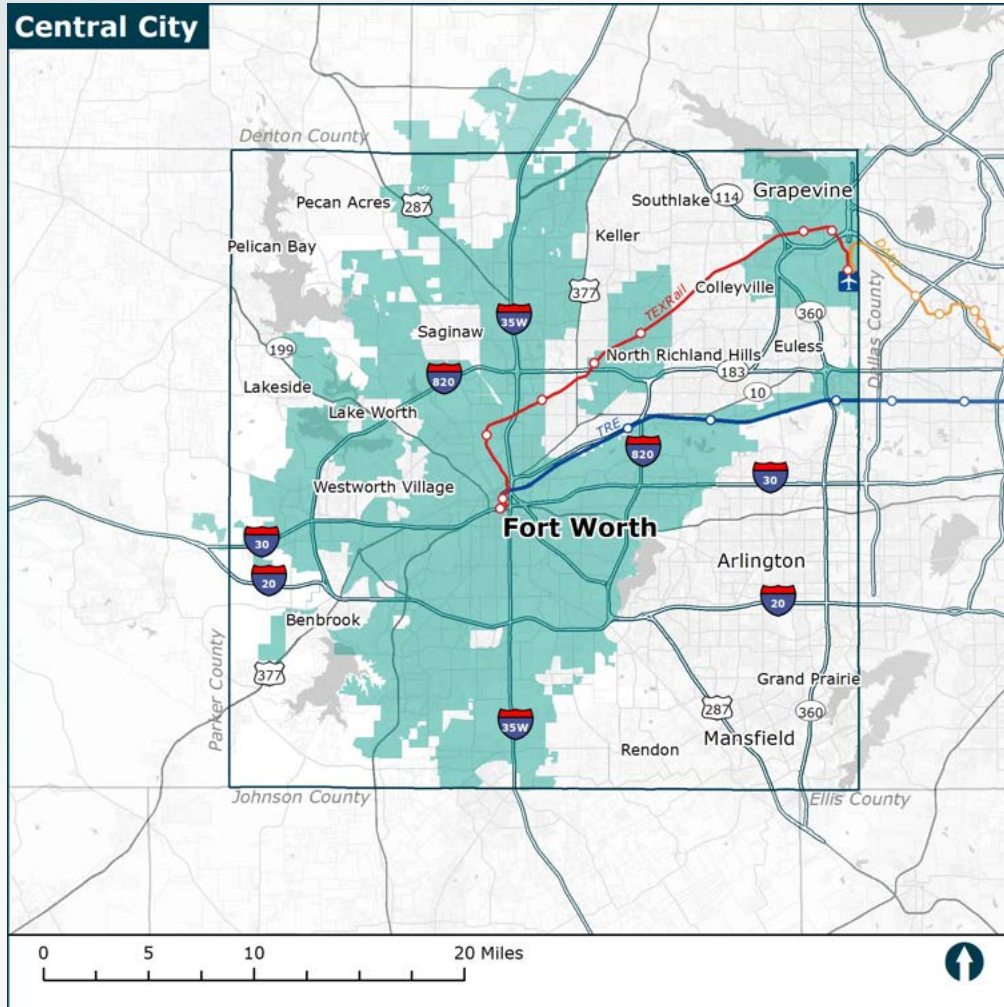 Central City
Denton County
Pecan Acres
287
Southlake
114
Grapevine
Pelican Bay
Keller
DART
TEXRail
Colleyville
377
Dallas County
35W
360
Saginaw
199
North Richland Hills
Euless
820
183
Lakeside
10
Lake Worth
TRE
820
30
Westworth Village
Fort Worth
30
Arlington
20
20
Benbrook
Parker County
377
Grand Prairie
287
360
35W
Mansfield
Rendon
Johnson County
Ellis County
0 5 10 20 Miles